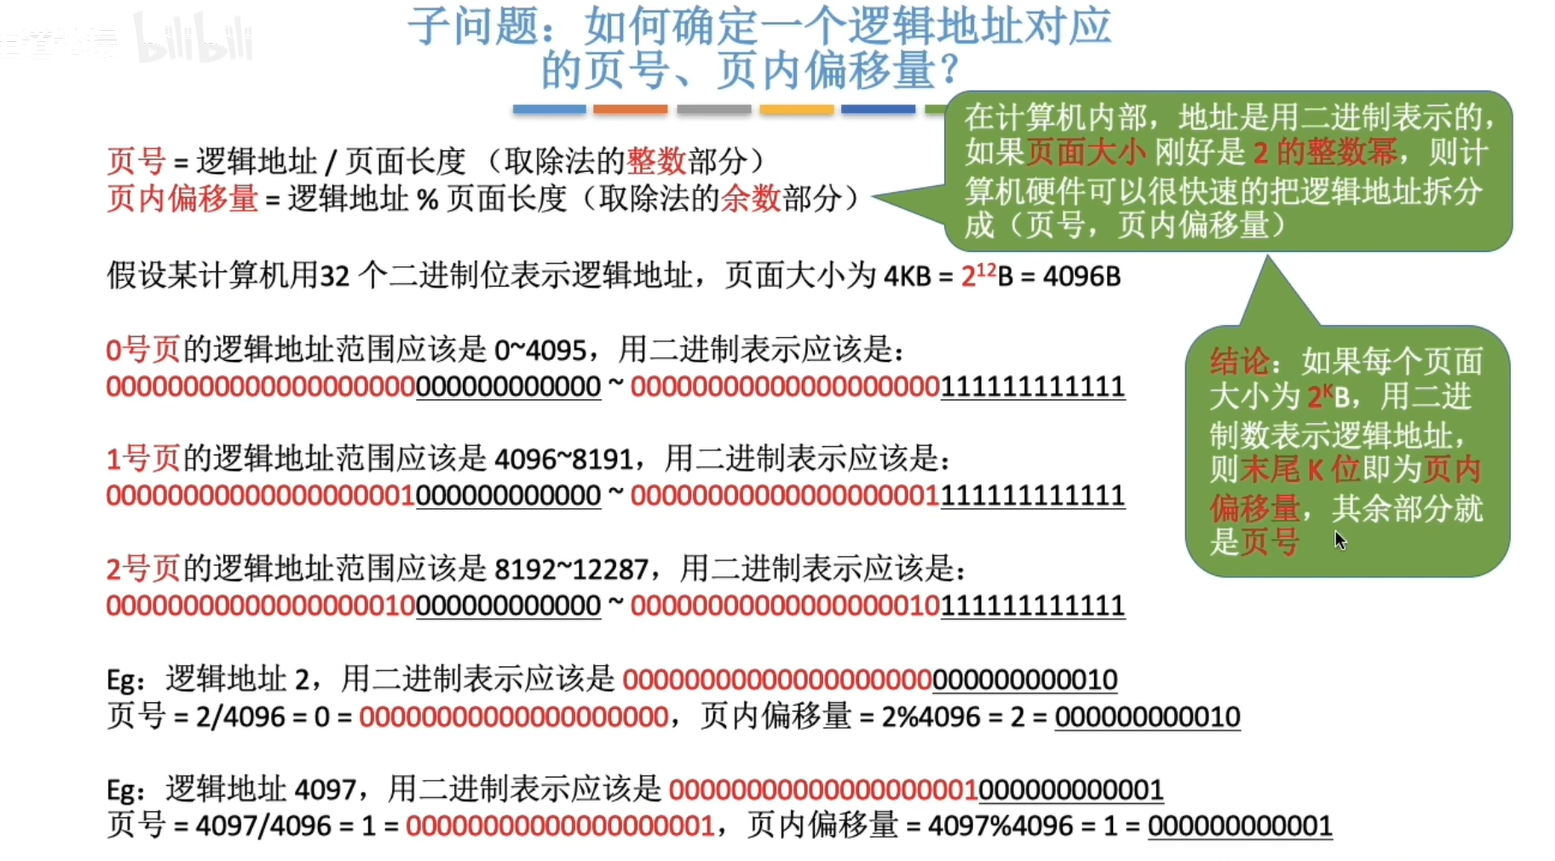 bilibili
子问题：如何确定一个逻辑地址对应
的页号、页内偏移量？
页号 = 逻辑地址 / 页面长度 （取除法的整数部分）
页内偏移量 = 逻辑地址 % 页面长度（取除法的余数部分）
在计算机内部，地址是用二进制表示的，
如果页面大小 刚好是 2 的整数幂，则计
算机硬件可以很快速的把逻辑地址拆分
成（页号，页内偏移量）
假设某计算机用32 个二进制位表示逻辑地址，页面大小为 4KB = 2¹²B = 4096B
0号页的逻辑地址范围应该是 0~4095，用二进制表示应该是：
00000000000000000000000000000000 ~ 00000000000000000000111111111111
1号页的逻辑地址范围应该是 4096~8191，用二进制表示应该是：
00000000000000000001000000000000 ~ 00000000000000000001111111111111
2号页的逻辑地址范围应该是 8192~12287，用二进制表示应该是：
00000000000000000010000000000000 ~ 00000000000000000010111111111111
结论：如果每个页面
大小为 2ᴷB，用二进
制数表示逻辑地址，
则末尾 K 位即为页内
偏移量，其余部分就
是页号
Eg：逻辑地址 2，用二进制表示应该是 00000000000000000000000000000010
页号 = 2/4096 = 0 = 00000000000000000000，页内偏移量 = 2%4096 = 2 = 000000000010
Eg：逻辑地址 4097，用二进制表示应该是 00000000000000000001000000000001
页号 = 4097/4096 = 1 = 00000000000000000001，页内偏移量 = 4097%4096 = 1 = 000000000001